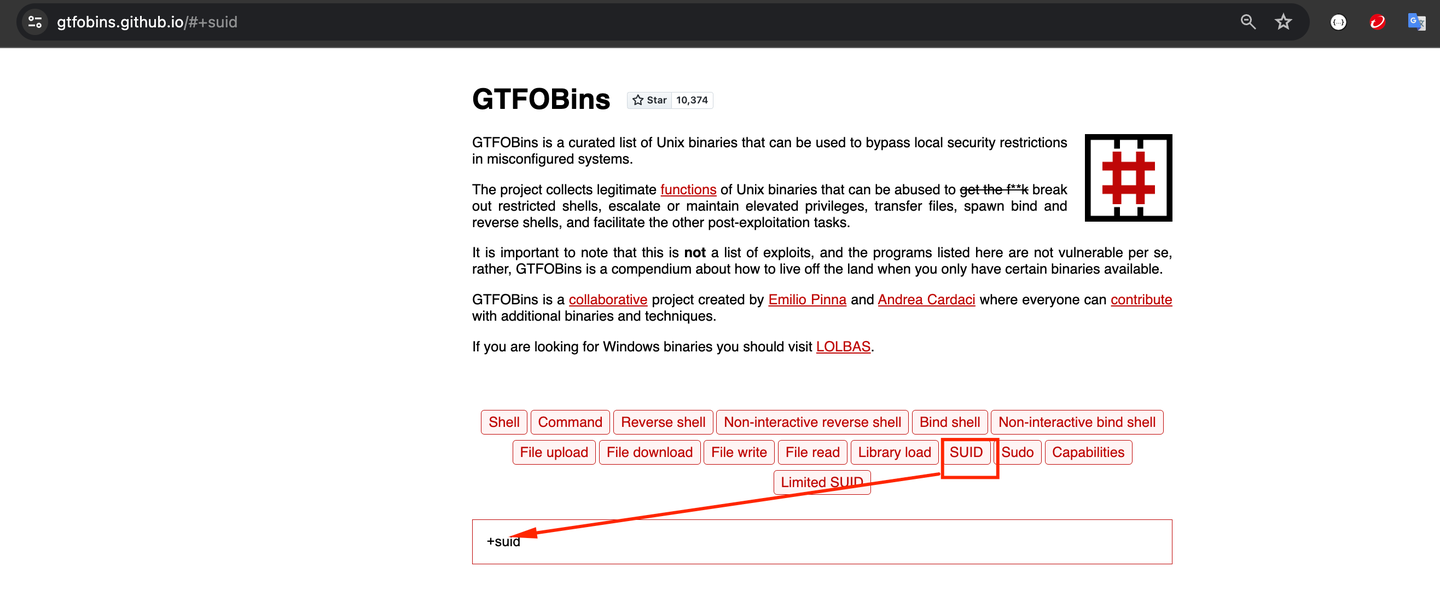 gtfobins.github.io/#+suid
GTFOBins
Star 10,374
GTFOBins is a curated list of Unix binaries that can be used to bypass local security restrictions
in misconfigured systems.
The project collects legitimate functions of Unix binaries that can be abused to get the f**k break
out restricted shells, escalate or maintain elevated privileges, transfer files, spawn bind and
reverse shells, and facilitate the other post-exploitation tasks.
It is important to note that this is not a list of exploits, and the programs listed here are not vulnerable per se,
rather, GTFOBins is a compendium about how to live off the land when you only have certain binaries available.
GTFOBins is a collaborative project created by Emilio Pinna and Andrea Cardaci where everyone can contribute
with additional binaries and techniques.
If you are looking for Windows binaries you should visit LOLBAS.
Shell Command Reverse shell Non-interactive reverse shell Bind shell Non-interactive bind shell
File upload File download File write File read Library load SUID Sudo Capabilities
Limited SUID
+suid